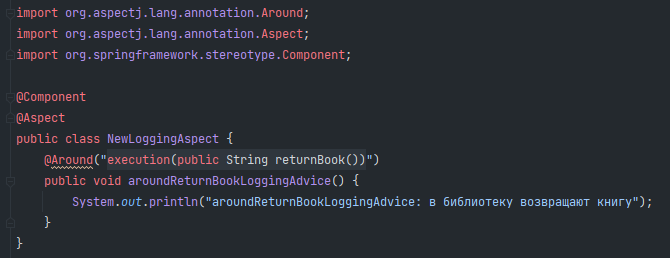 import org.aspectj.lang.annotation.Around;
import org.aspectj.lang.annotation.Aspect;
import org.springframework.stereotype.Component;
@Component
@Aspect
public class NewLoggingAspect {
@Around("execution(public String returnBook())")
public void aroundReturnBookLoggingAdvice() {
System.out.println("aroundReturnBookLoggingAdvice: в библиотеку возвращают книгу");
}
}